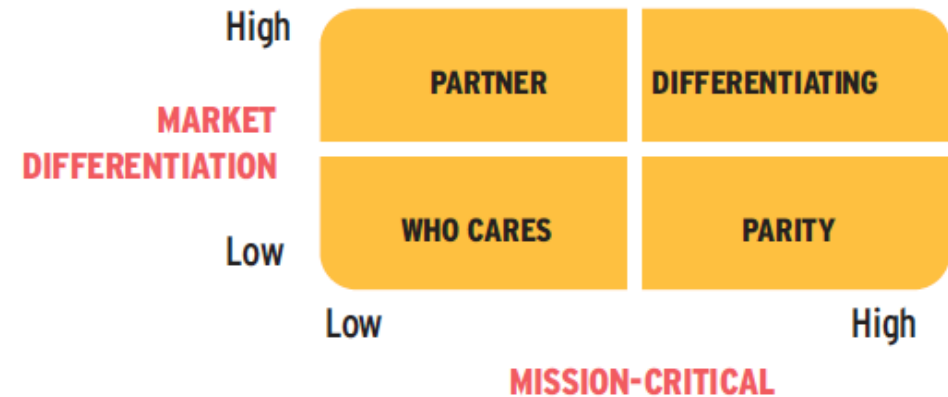 High
PARTNER
DIFFERENTIATING
MARKET
DIFFERENTIATION
WHO CARES
PARITY
Low
Low
High
MISSION-CRITICAL